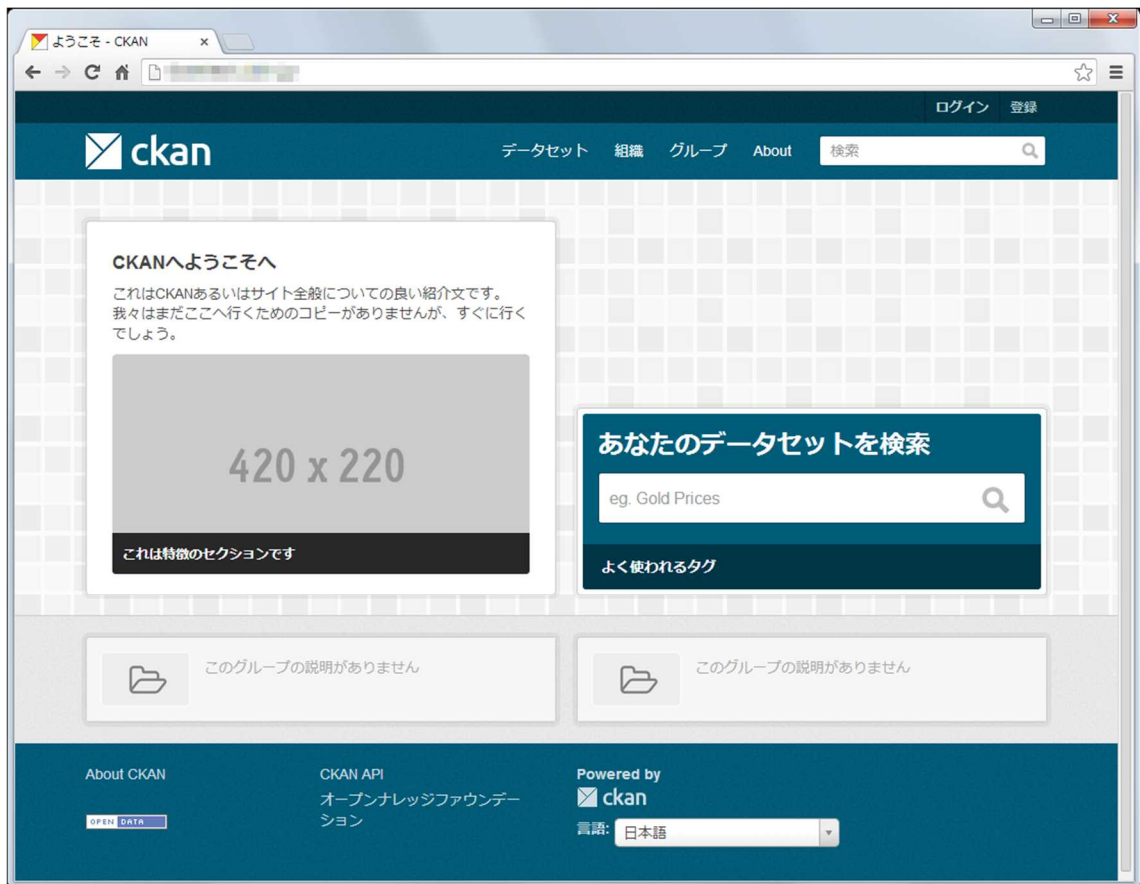 ようこそ - CKAN
ログイン 登録
ckan
データセット 組織 グループ About 検索
CKANへようこそへ
これはCKANあるいはサイト全般についての良い紹介文です。
我々はまだここへ行くためのコピーがありませんが、すぐに行く
でしょう。
420 x 220
これは特徴のセクションです
あなたのデータセットを検索
eg. Gold Prices
よく使われるタグ
このグループの説明がありません
このグループの説明がありません
About CKAN
OPEN DATA
CKAN API
オープンナレッジファウンデー
ション
Powered by
ckan
言語: 日本語